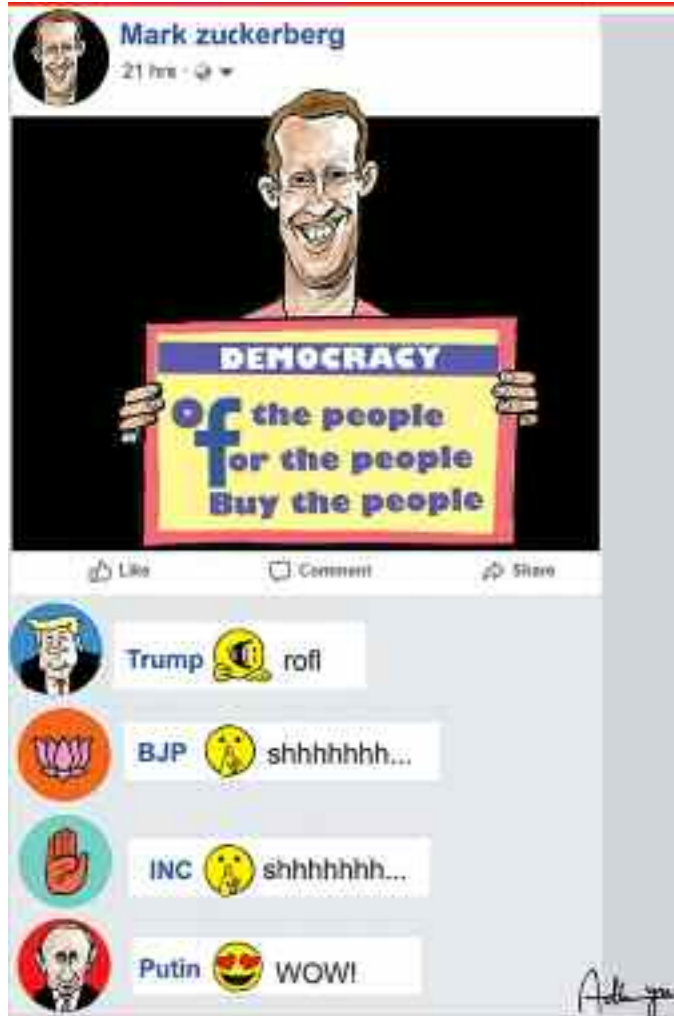 Mark zuckerberg
21 hrs
DEMOCRACY
Of the people
for the people
Buy the people
Like Comment Share
Trump rofl
BJP shhhhhhh...
INC shhhhhhh...
Putin WOW!